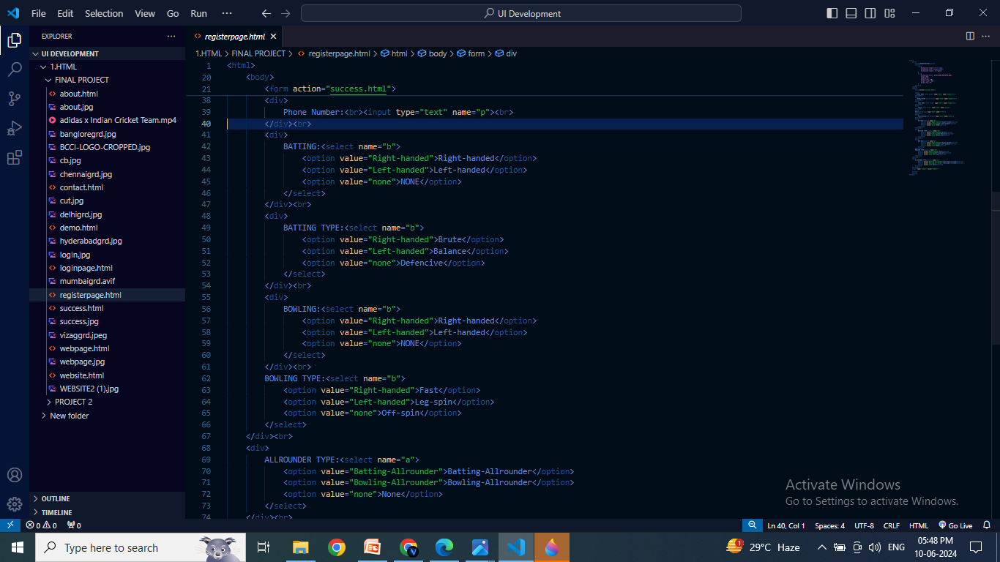 File Edit Selection View Go Run ···
UI Development
EXPLORER ···
registerpage.html
UI DEVELOPMENT
1.HTML
FINAL PROJECT
about.html
about.jpg
adidas x Indian Cricket Team.mp4
bangloregrd.jpg
BCCI-LOGO-CROPPED.jpg
cb.jpg
chennaigrd.jpg
contact.html
cut.jpg
delhigrd.jpg
demo.html
hyderabadgrd.jpg
login.jpg
loginpage.html
mumbaigrd.avif
registerpage.html
success.html
success.jpg
vizaggrd.jpeg
webpage.html
webpage.jpg
website.html
WEBSITE2 (1).jpg
PROJECT 2
New folder
OUTLINE
TIMELINE
1.HTML > FINAL PROJECT > registerpage.html > html > body > form > div
1 <html>
20 <body>
21 <form action="success.html">
38 <div>
39 Phone Number:<br><input type="text" name="p"><br>
40 </div><br>
41 <div>
42 BATTING:<select name="b">
43 <option value="Right-handed">Right-handed</option>
44 <option value="Left-handed">Left-handed</option>
45 <option value="none">NONE</option>
46 </select>
47 </div><br>
48 <div>
49 BATTING TYPE:<select name="b">
50 <option value="Right-handed">Brute</option>
51 <option value="Left-handed">Balance</option>
52 <option value="none">Defencive</option>
53 </select>
54 </div><br>
55 <div>
56 BOWLING:<select name="b">
57 <option value="Right-handed">Right-handed</option>
58 <option value="Left-handed">Left-handed</option>
59 <option value="none">NONE</option>
60 </select>
61 </div><br>
62 BOWLING TYPE:<select name="b">
63 <option value="Right-handed">Fast</option>
64 <option value="Left-handed">Leg-spin</option>
65 <option value="none">Off-spin</option>
66 </select>
67 </div><br>
68 <div>
69 ALLROUNDER TYPE:<select name="a">
70 <option value="Batting-Allrounder">Batting-Allrounder</option>
71 <option value="Bowling-Allrounder">Bowling-Allrounder</option>
72 <option value="none">None</option>
73 </select>
74 </div><br>
Activate Windows
Go to Settings to activate Windows.
0 0 0 Ln 40, Col 1 Spaces: 4 UTF-8 CRLF HTML Go Live
Type here to search
1 29°C Haze ENG
05:48 PM
10-06-2024